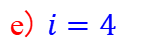 e) i = 4